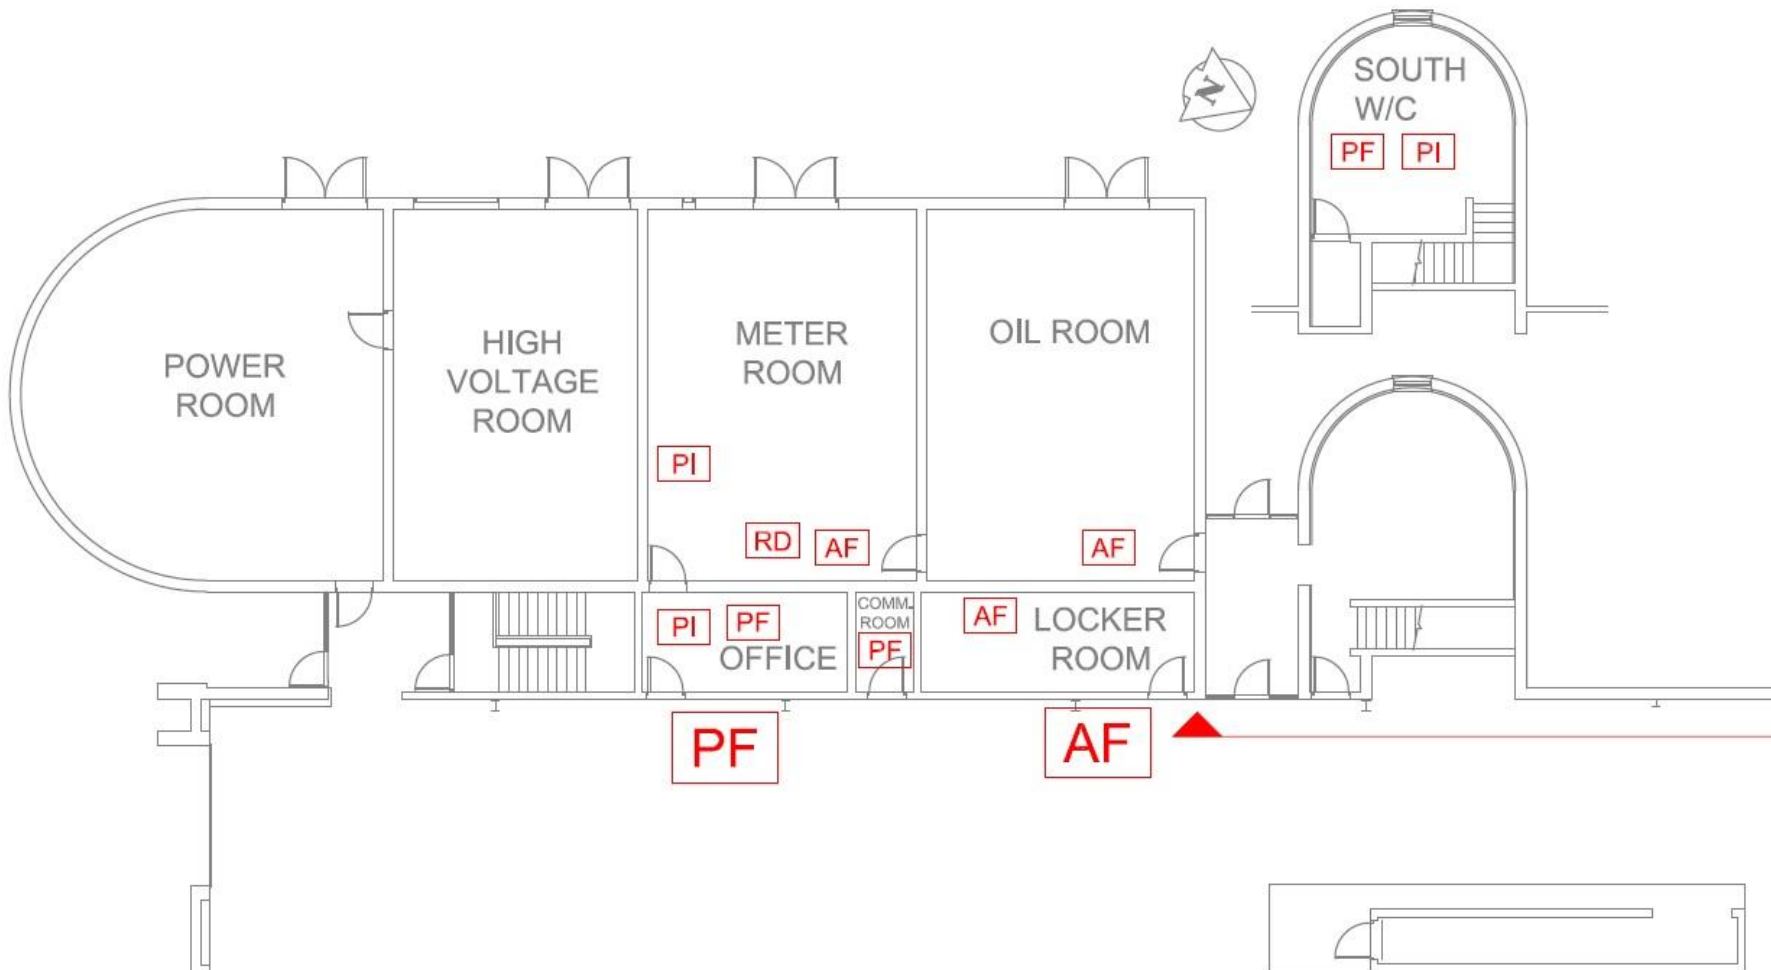 SOUTH
W/C
PF PI
N
POWER
ROOM
HIGH
VOLTAGE
ROOM
METER
ROOM
OIL ROOM
PI
RD AF
AF
PI PF
OFFICE
COMM.
ROOM
PF
AF
LOCKER
ROOM
PF
AF